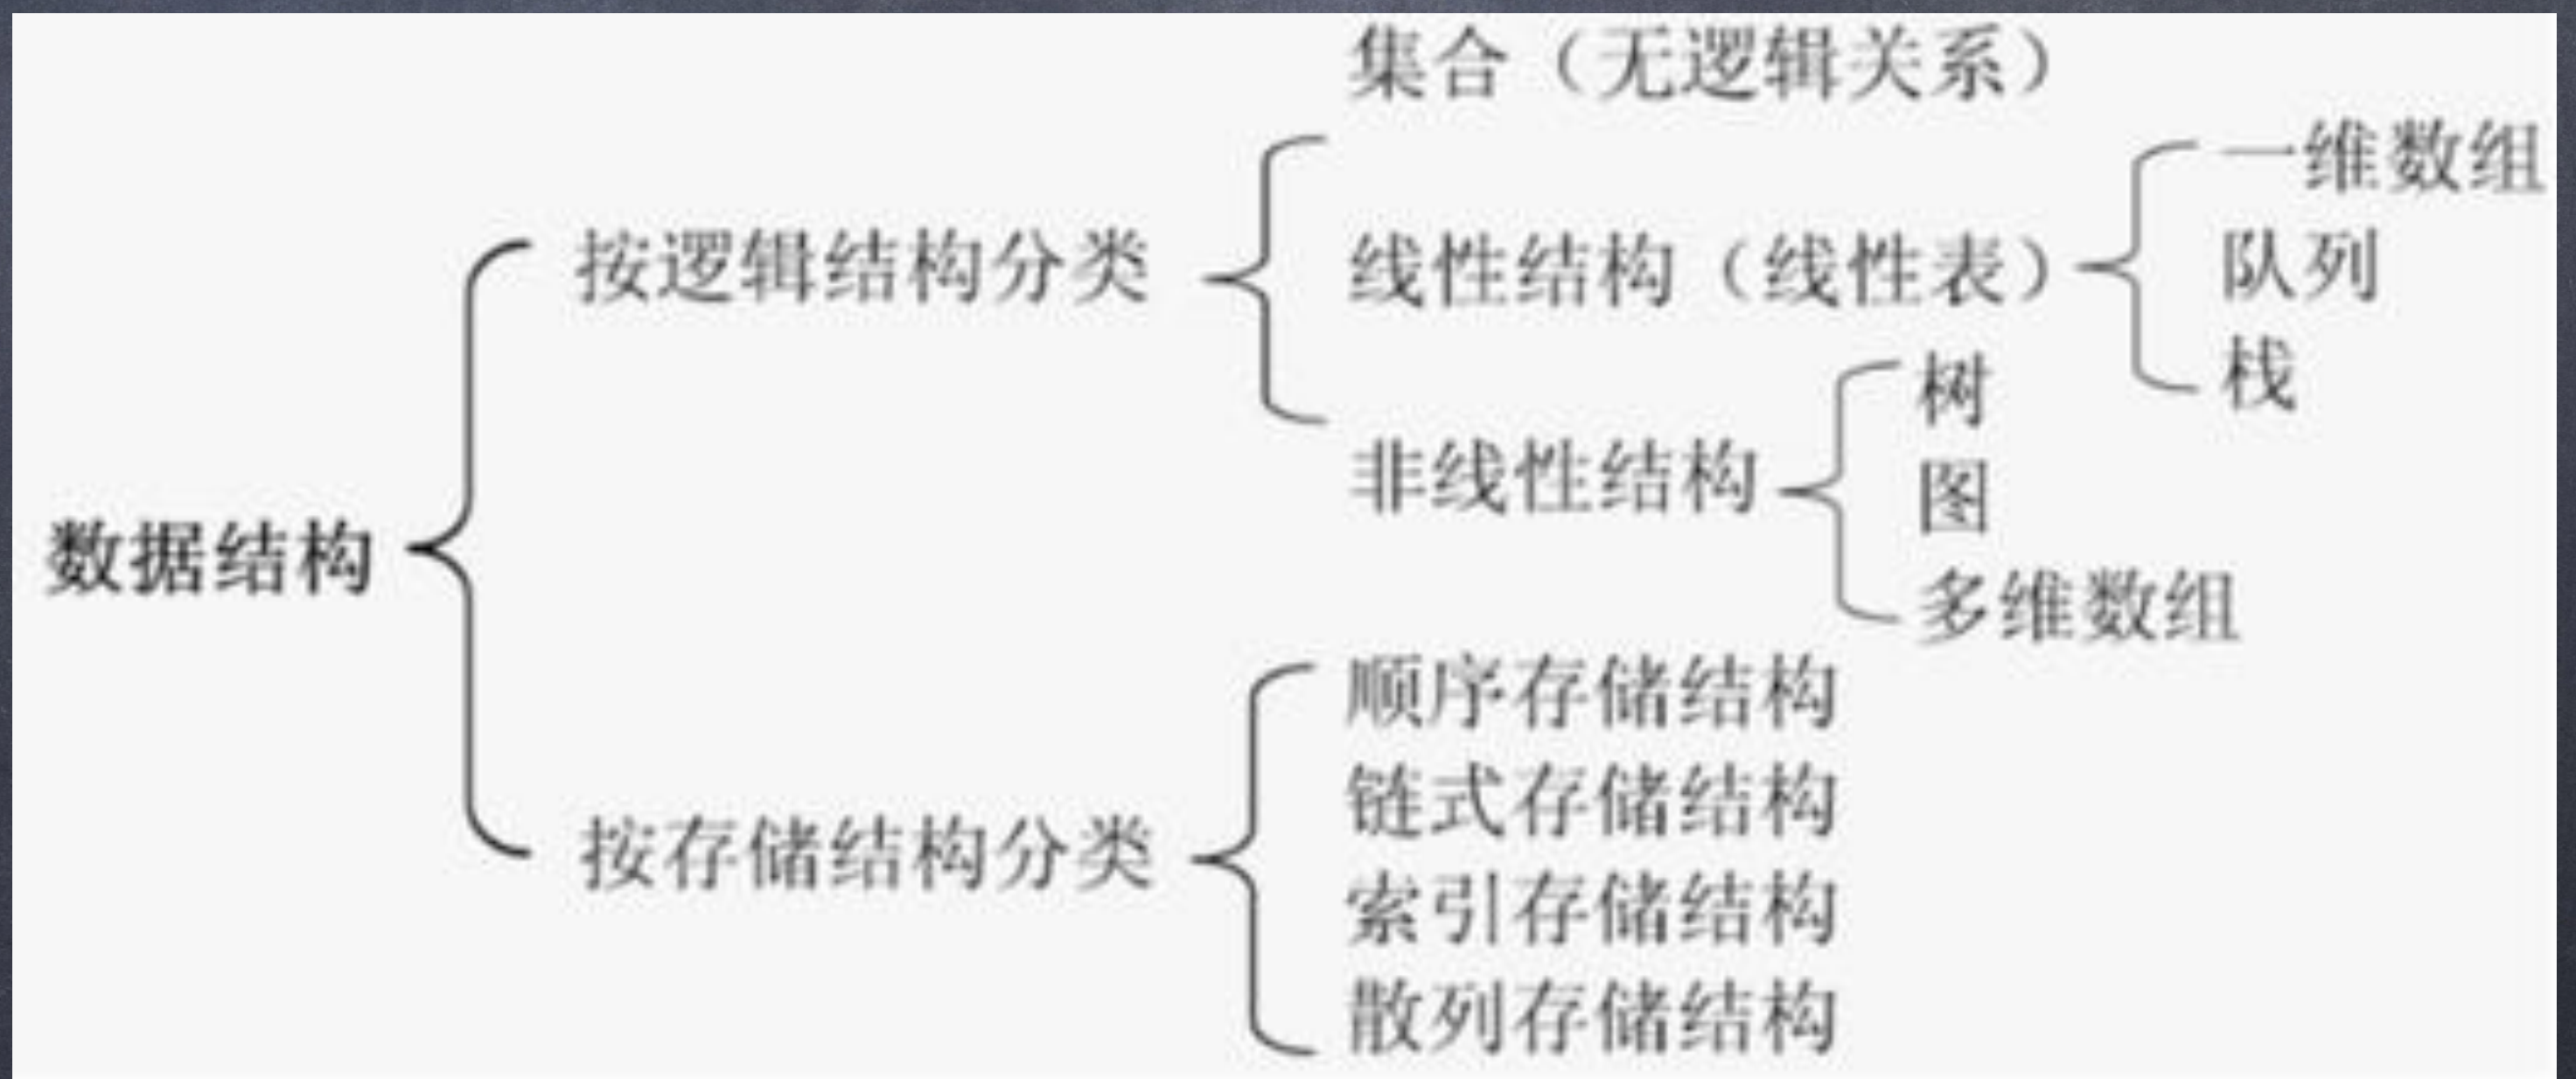 集合（无逻辑关系）
一维数组
按逻辑结构分类
线性结构（线性表）
队列
栈
树
非线性结构
图
数据结构
多维数组
顺序存储结构
链式存储结构
按存储结构分类
索引存储结构
散列存储结构